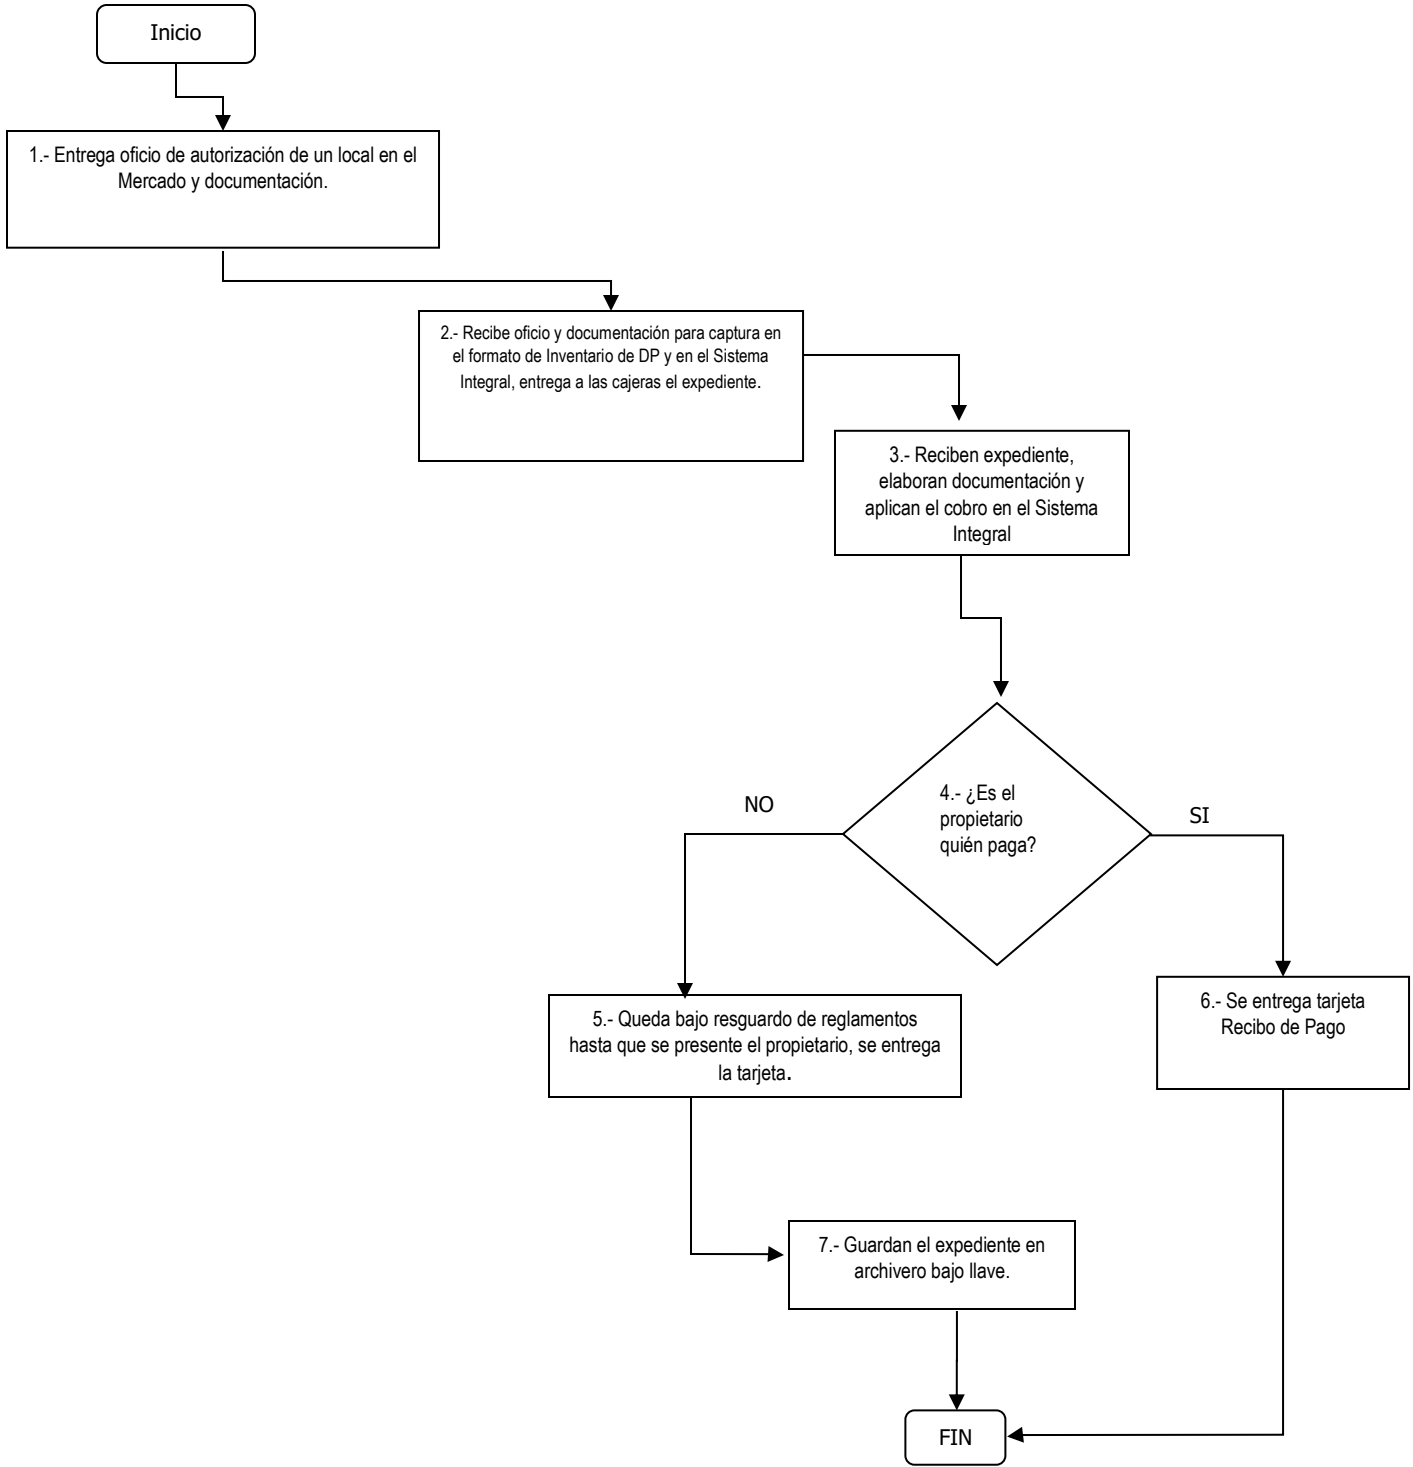 Inicio
1.- Entrega oficio de autorización de un local en el
Mercado y documentación.
2.- Recibe oficio y documentación para captura en
el formato de Inventario de DP y en el Sistema
Integral, entrega a las cajeras el expediente.
3.- Reciben expediente,
elaboran documentación y
aplican el cobro en el Sistema
Integral
4.- ¿Es el
propietario
quién paga?
NO
SI
5.- Queda bajo resguardo de reglamentos
hasta que se presente el propietario, se entrega
la tarjeta.
6.- Se entrega tarjeta
Recibo de Pago
7.- Guardan el expediente en
archivero bajo llave.
FIN